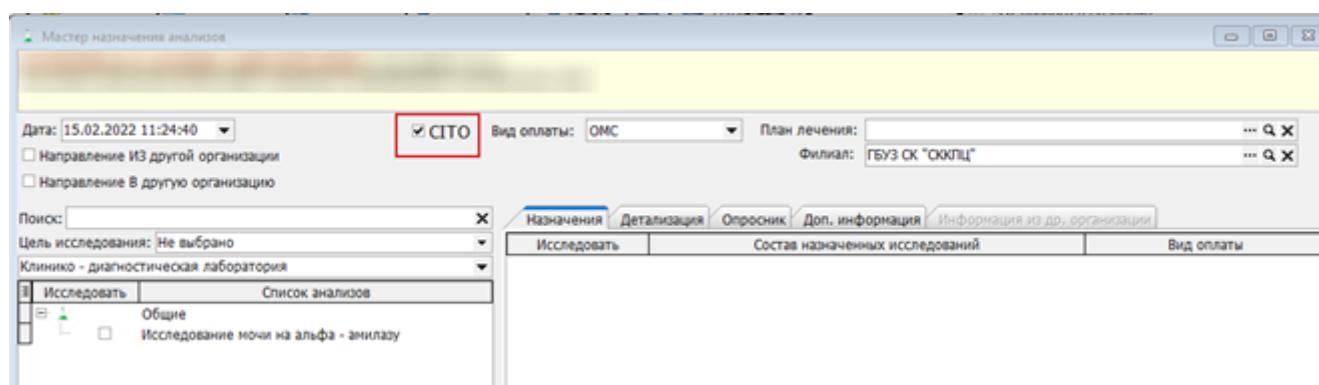 Мастер назначения анализов
Дата: 15.02.2022 11:24:40 CITO Вид оплаты: ОМС План лечения:
Направление ИЗ другой организации Филиал: ГБУЗ СК "СККПЦ"
Направление В другую организацию
Поиск: Назначения Детализация Опросник Доп. информация Информация из др. организации
Цель исследования: Не выбрано Исследовать Состав назначенных исследований Вид оплаты
Клинико - диагностическая лаборатория
Исследовать Список анализов
Общие
Исследование мочи на альфа - амилазу